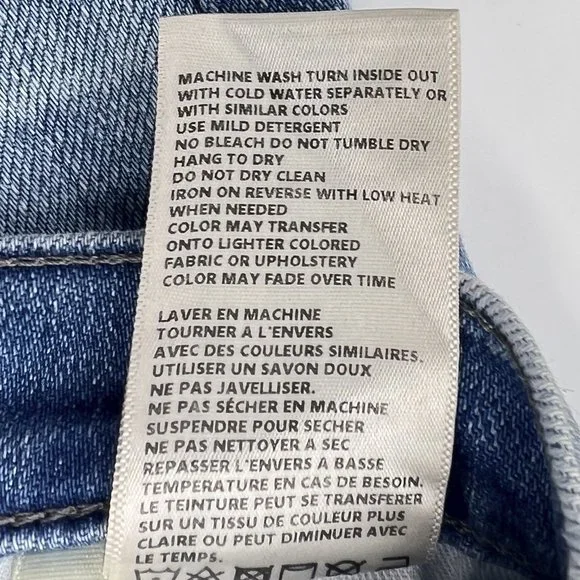 MACHINE WASH TURN INSIDE OUT
WITH COLD WATER SEPARATELY OR
WITH SIMILAR COLORS
USE MILD DETERGENT
NO BLEACH DO NOT TUMBLE DRY
HANG TO DRY
DO NOT DRY CLEAN
IRON ON REVERSE WITH LOW HEAT
WHEN NEEDED
COLOR MAY TRANSFER
ONTO LIGHTER COLORED
FABRIC OR UPHOLSTERY
COLOR MAY FADE OVER TIME
LAVER EN MACHINE
TOURNER A L'ENVERS
AVEC DES COULEURS SIMILAIRES.
UTILISER UN SAVON DOUX
NE PAS JAVELLISER.
NE PAS SÉCHER EN MACHINE
SUSPENDRE POUR SECHER
NE PAS NETTOYER A SEC
REPASSER L'ENVERS A BASSE
TEMPERATURE EN CAS DE BESOIN.
LE TEINTURE PEUT SE TRANSFERER
SUR UN TISSU DE COULEUR PLUS
CLAIRE OU PEUT DIMINUER AVEC
LE TEMPS.